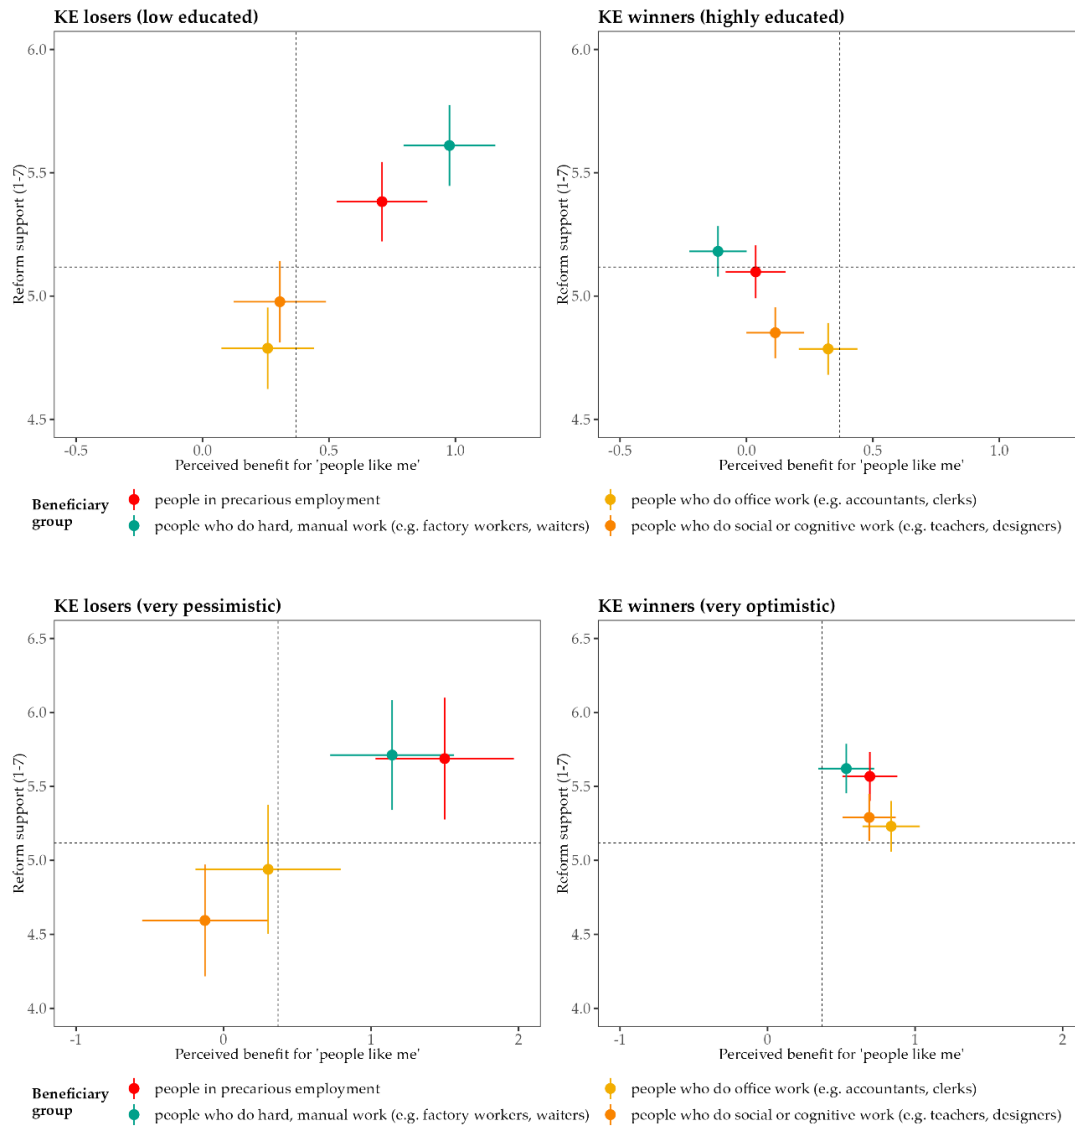 KE losers (low educated)
KE winners (highly educated)
Reform support (1-7)
6.0
5.5
5.0
4.5
-0.5 0.0 0.5 1.0
Perceived benefit for 'people like me'
Reform support (1-7)
6.0
5.5
5.0
4.5
-0.5 0.0 0.5 1.0
Perceived benefit for 'people like me'
Beneficiary
group
people in precarious employment
people who do hard, manual work (e.g. factory workers, waiters)
people who do office work (e.g. accountants, clerks)
people who do social or cognitive work (e.g. teachers, designers)
KE losers (very pessimistic)
KE winners (very optimistic)
Reform support (1-7)
6.5
6.0
5.5
5.0
4.5
4.0
-1 0 1 2
Perceived benefit for 'people like me'
Reform support (1-7)
6.5
6.0
5.5
5.0
4.5
4.0
-1 0 1 2
Perceived benefit for 'people like me'
Beneficiary
group
people in precarious employment
people who do hard, manual work (e.g. factory workers, waiters)
people who do office work (e.g. accountants, clerks)
people who do social or cognitive work (e.g. teachers, designers)